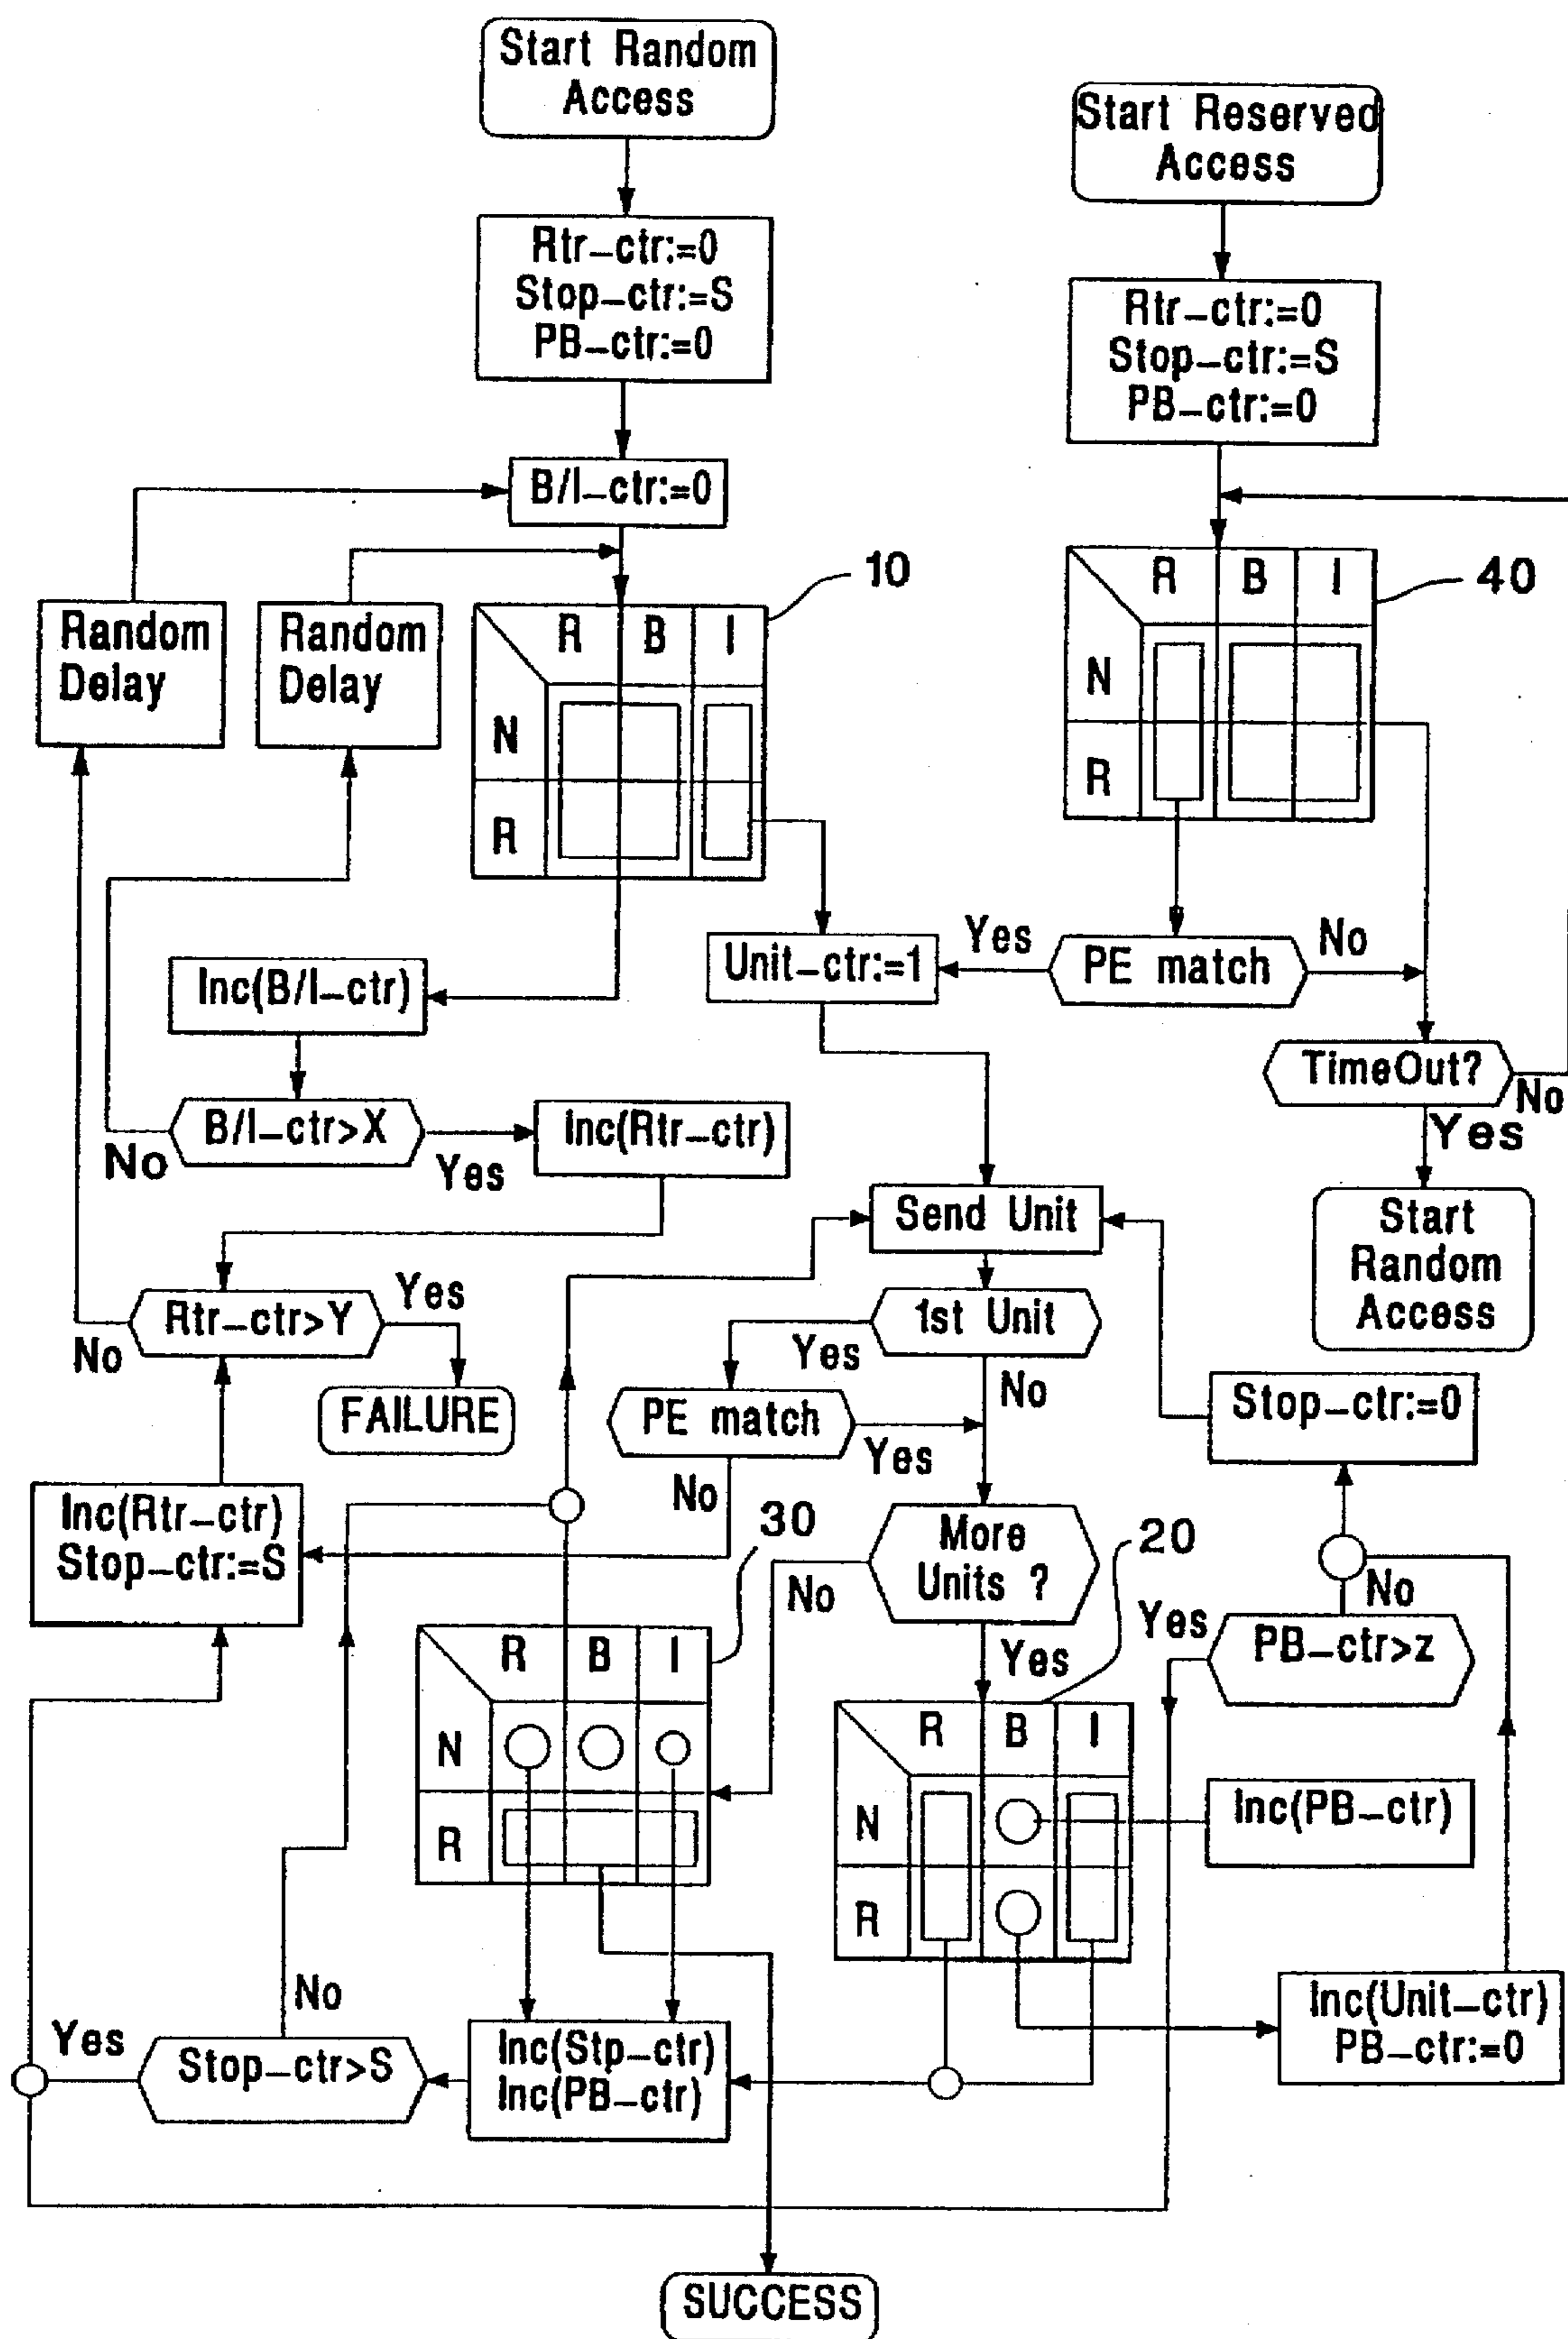 Start Random
Access
Start Reserved
Access
Rtr-ctr:=0
Stop-ctr:=S
PB-ctr:=0
Rtr-ctr:=0
Stop-ctr:=S
PB-ctr:=0
B/I-ctr:=0
10
40
Random
Delay
Random
Delay
R B I
N
R
R B I
N
R
Unit-ctr:=1
Yes
PE match
No
Inc(B/I-ctr)
TimeOut?
No
Yes
B/I-ctr>X
No
Yes
Inc(Rtr-ctr)
Send Unit
Start
Random
Access
Rtr-ctr>Y
Yes
No
1st Unit
Yes
No
FAILURE
PE match
Yes
No
Stop-ctr:=0
Inc(Rtr-ctr)
Stop-ctr:=S
30
More
Units ?
No
Yes
20
No
Yes
PB-ctr>z
R B I
N
R
R B I
N
R
Inc(PB-ctr)
No
Yes
Stop-ctr>S
Inc(Stp-ctr)
Inc(PB-ctr)
Inc(Unit-ctr)
PB-ctr:=0
SUCCESS